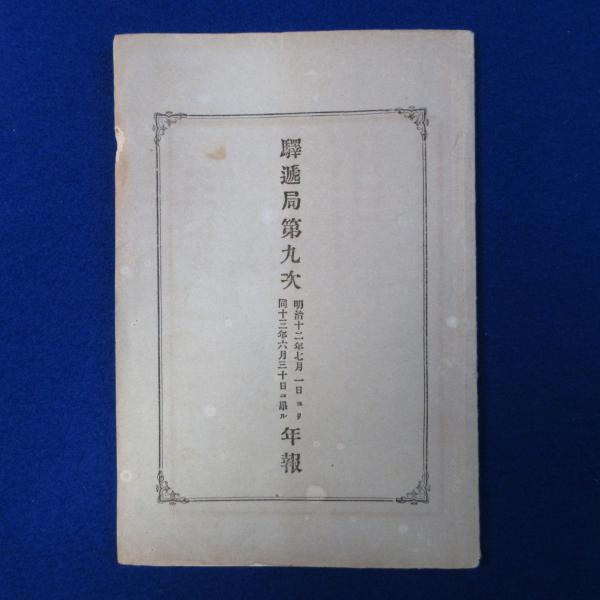 驛遞局第九次
明治十二年七月一日ヨリ
同十三年六月三十日ニ畢ル
年報